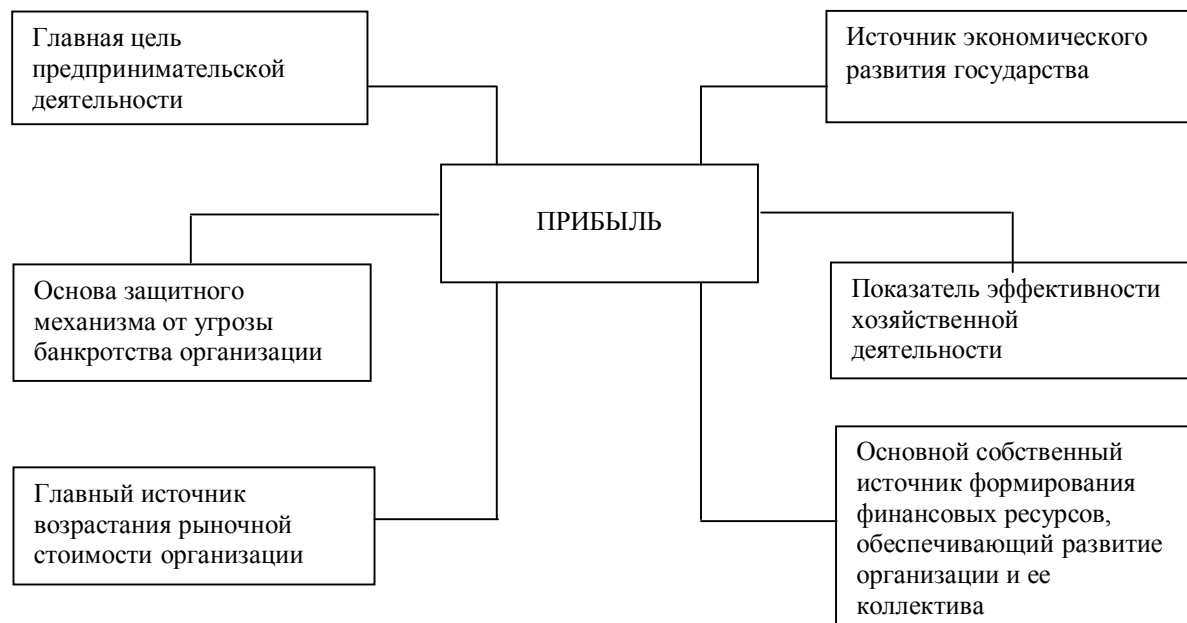 Главная цель
предпринимательской
деятельности
Источник экономического
развития государства
ПРИБЫЛЬ
Основа защитного
механизма от угрозы
банкротства организации
Показатель эффективности
хозяйственной
деятельности
Главный источник
возрастания рыночной
стоимости организации
Основной собственный
источник формирования
финансовых ресурсов,
обеспечивающий развитие
организации и ее
коллектива